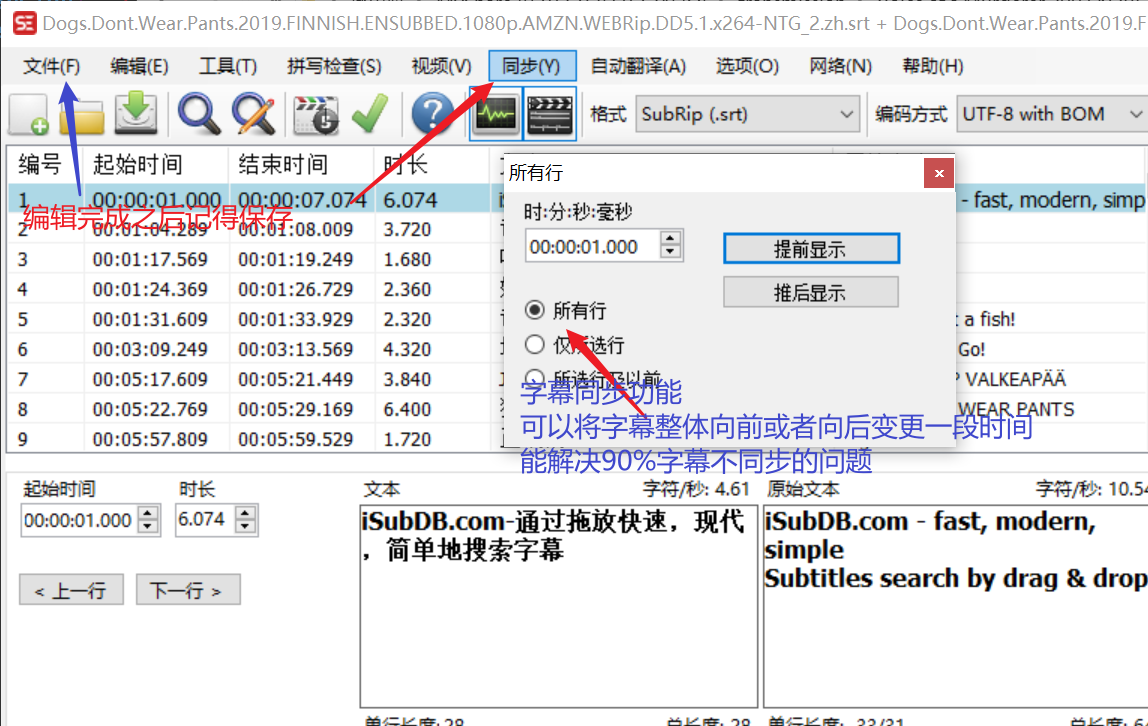 Dogs.Dont.Wear.Pants.2019.FINNISH.ENSUBBED.1080p.AMZN.WEBRip.DD5.1.x264-NTG_2.zh.srt + Dogs.Dont.Wear.Pants.2019.F
文件(F) 编辑(E) 工具(T) 拼写检查(S) 视频(V) 同步(Y) 自动翻译(A) 选项(O) 网络(N) 帮助(H)
格式 SubRip (.srt) 编码方式 UTF-8 with BOM
编号 起始时间 结束时间 时长
1 00:00:01.000 00:00:07.074 6.074 - fast, modern, simp
编辑完成之后记得保存
2 00:01:04.289 00:01:08.009 3.720
3 00:01:17.569 00:01:19.249 1.680
4 00:01:24.369 00:01:26.729 2.360
5 00:01:31.609 00:01:33.929 2.320 a fish!
6 00:03:09.249 00:03:13.569 4.320 Go!
7 00:05:17.609 00:05:21.449 3.840 VALKEAPÄÄ
8 00:05:22.769 00:05:29.169 6.400 WEAR PANTS
9 00:05:57.809 00:05:59.529 1.720
所有行
时:分:秒:毫秒
00:00:01.000 提前显示
推后显示
所有行
仅所选行
所选行及以前
字幕同步功能
可以将字幕整体向前或者向后变更一段时间
能解决90%字幕不同步的问题
起始时间 时长 文本 字符/秒: 4.61 原始文本 字符/秒: 10.54
00:00:01.000 6.074
iSubDB.com-通过拖放快速，现代
，简单地搜索字幕
iSubDB.com - fast, modern,
simple
Subtitles search by drag & drop
< 上一行 下一行 >
单行长度: 28 总长度: 28 单行长度: 33/31 总长度: 6